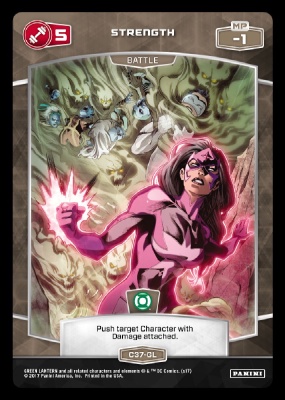 5
STRENGTH
MP
-1
BATTLE
Push target Character with
Damage attached.
C37-GL
GREEN LANTERN and all related characters and elements © & ™ DC Comics. (s17)
© 2017 Panini America, Inc. Printed in the USA.
PANINI